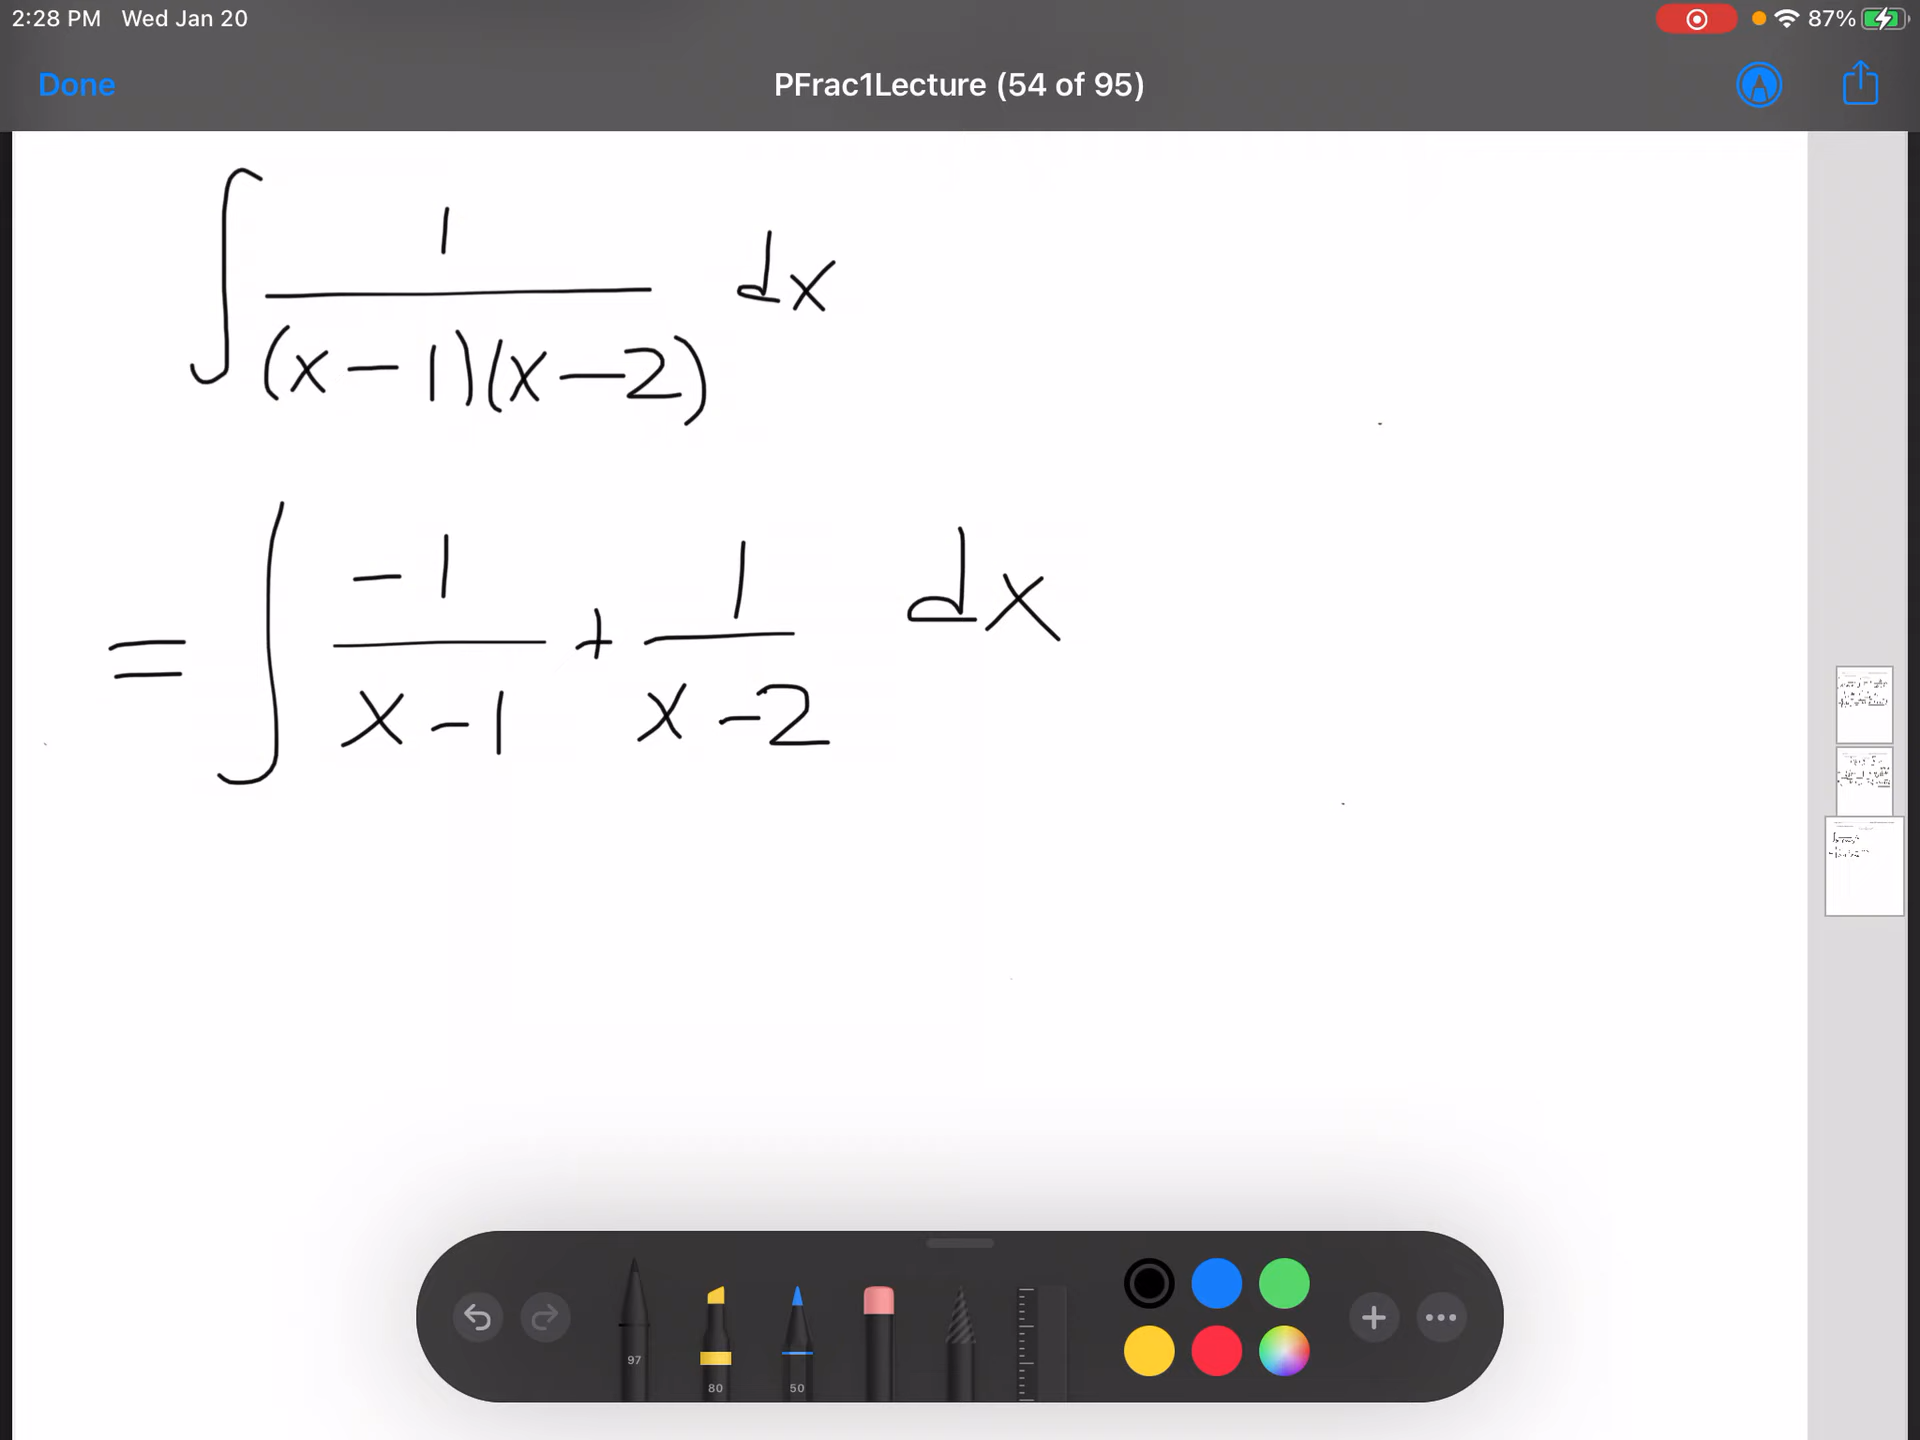 2:28 PM Wed Jan 20 87%
Done PFrac1Lecture (54 of 95)
∫ 1/((x-1)(x-2)) dx
= ∫ -1/(x-1) + 1/(x-2) dx
97 80 50